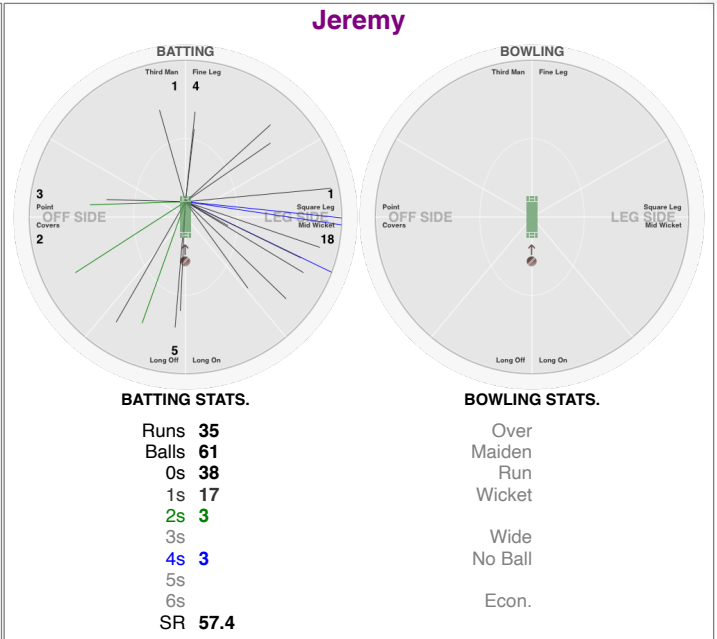 Jeremy
BATTING
Third Man Fine Leg
1 4
3
Point
OFF SIDE
Covers
2
1
Square Leg
LEG SIDE
Mid Wicket
18
5
Long Off Long On
BOWLING
Third Man Fine Leg
Point
OFF SIDE
Covers
Square Leg
LEG SIDE
Mid Wicket
Long Off Long On
BATTING STATS.
Runs 35
Balls 61
0s 38
1s 17
2s 3
3s
4s 3
5s
6s
SR 57.4
BOWLING STATS.
Over
Maiden
Run
Wicket
Wide
No Ball
Econ.